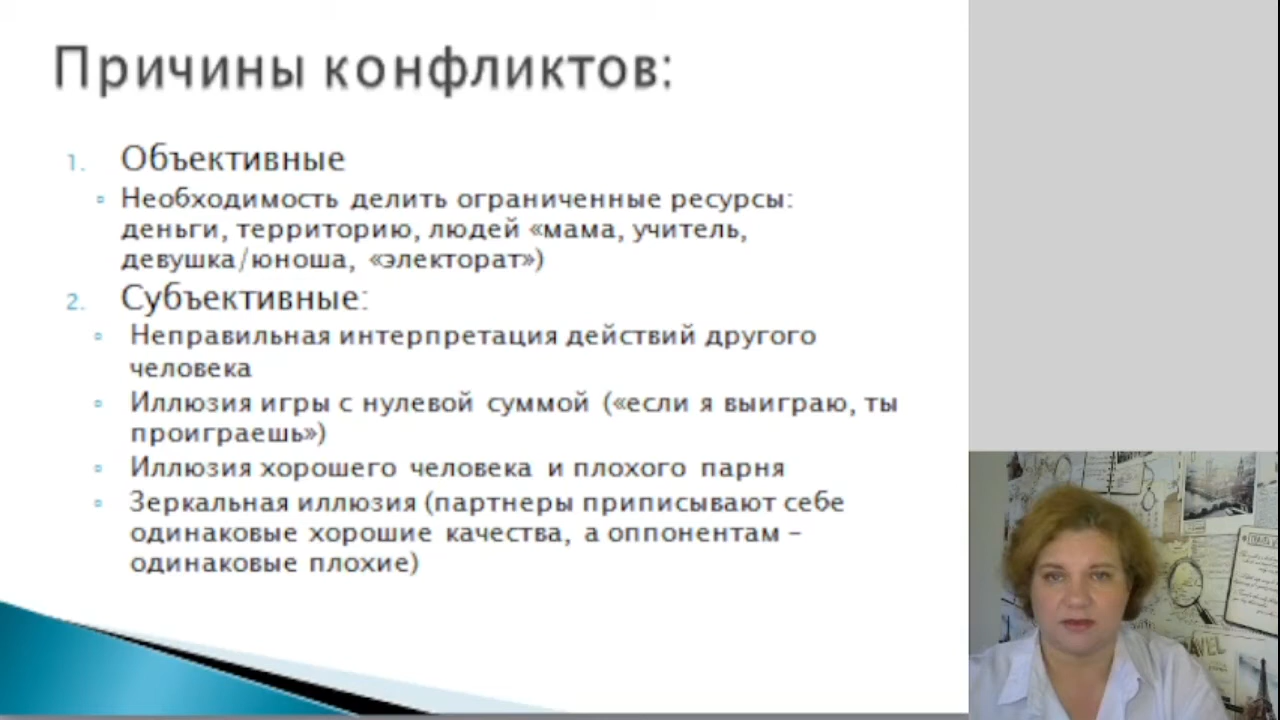 Причины конфликтов:
1. Объективные
▫ Необходимость делить ограниченные ресурсы:
деньги, территорию, людей «мама, учитель,
девушка/юноша, «электорат»)
2. Субъективные:
▫ Неправильная интерпретация действий другого
человека
▫ Иллюзия игры с нулевой суммой («если я выиграю, ты
проиграешь»)
▫ Иллюзия хорошего человека и плохого парня
▫ Зеркальная иллюзия (партнеры приписывают себе
одинаковые хорошие качества, а оппонентам –
одинаковые плохие)